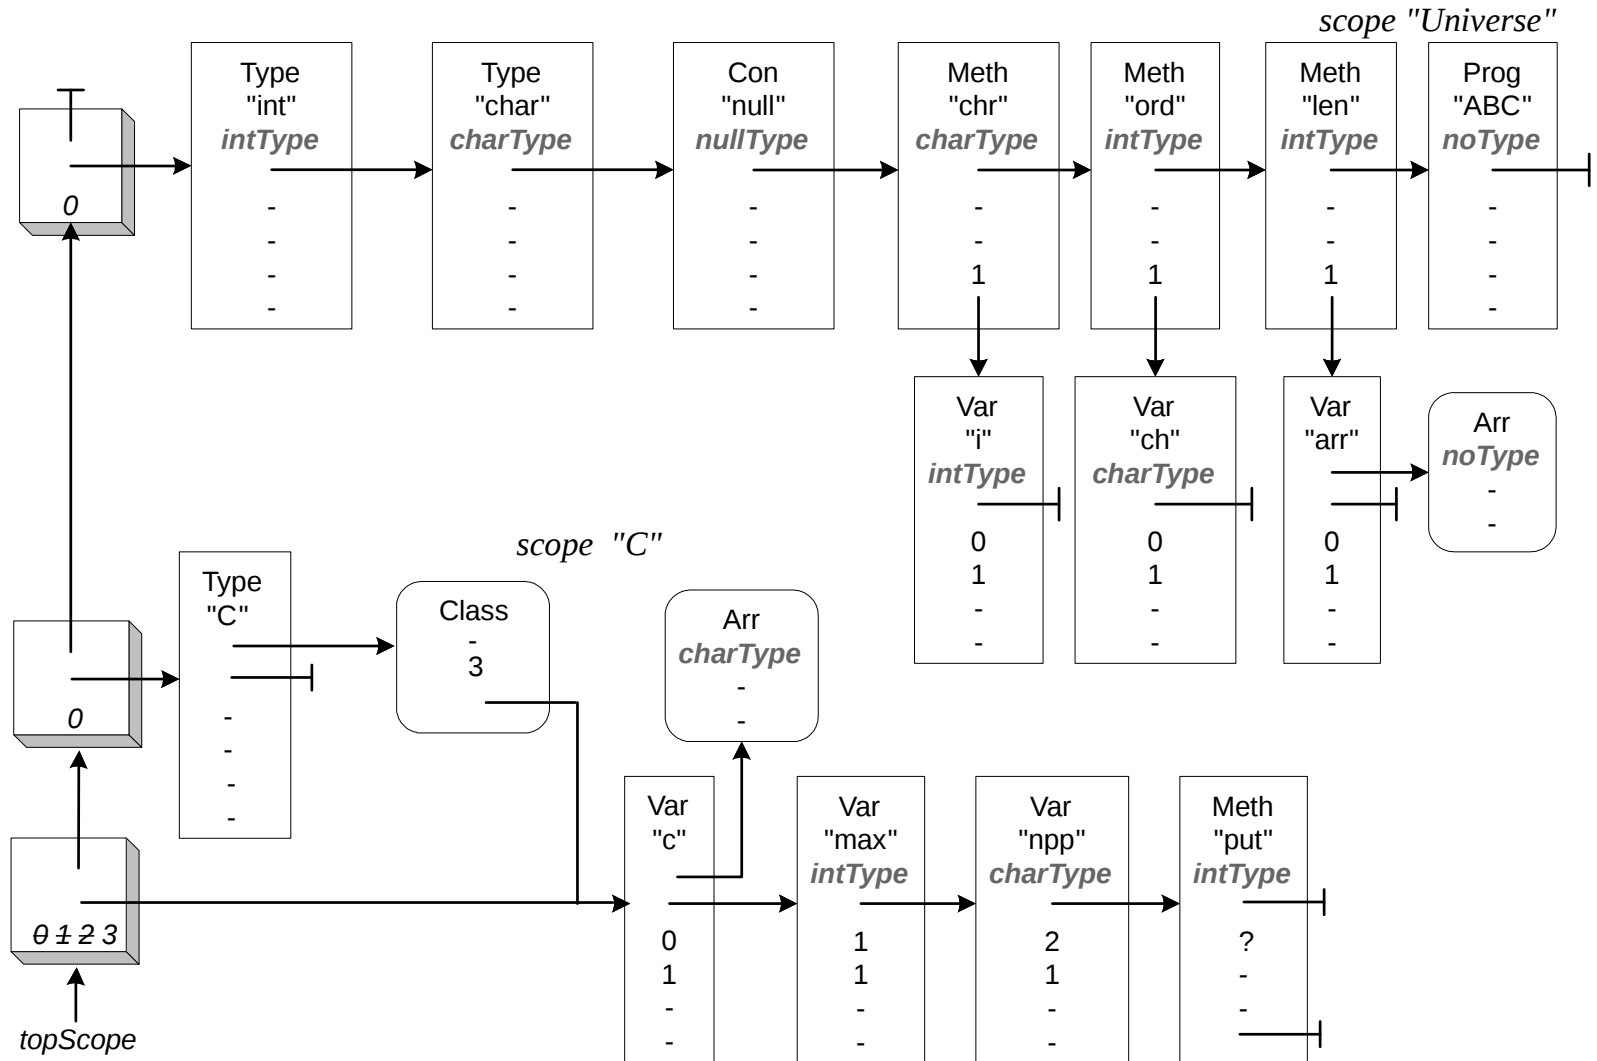 scope "Universe"
Type
"int"
intType
-
-
-
-
Type
"char"
charType
-
-
-
-
Con
"null"
nullType
-
-
-
-
Meth
"chr"
charType
-
-
1
-
Meth
"ord"
intType
-
-
1
-
Meth
"len"
intType
-
-
1
-
Prog
"ABC"
noType
-
-
-
-
0
Var
"i"
intType
0
1
-
-
Var
"ch"
charType
0
1
-
-
Var
"arr"
0
1
-
-
Arr
noType
-
-
scope "C"
0
Type
"C"
-
-
-
-
Class
-
3
Arr
charType
-
-
0 1 2 3
topScope
Var
"c"
0
1
-
-
Var
"max"
intType
1
1
-
-
Var
"npp"
charType
2
1
-
-
Meth
"put"
intType
?
-
-